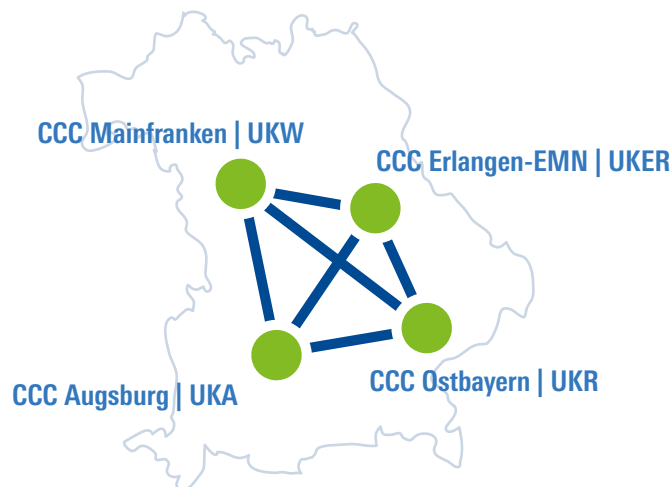 CCC Mainfranken | UKW
CCC Erlangen-EMN | UKER
CCC Augsburg | UKA
CCC Ostbayern | UKR